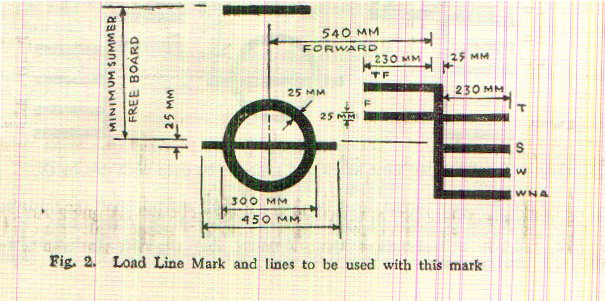 540 MM
FORWARD
230 MM
25 MM
TF
230 MM
MINIMUM SUMMER
FREE BOARD
25 MM
25 MM
F
25 MM
T
S
W
WNA
300 MM
450 MM
Fig. 2. Load Line Mark and lines to be used with this mark